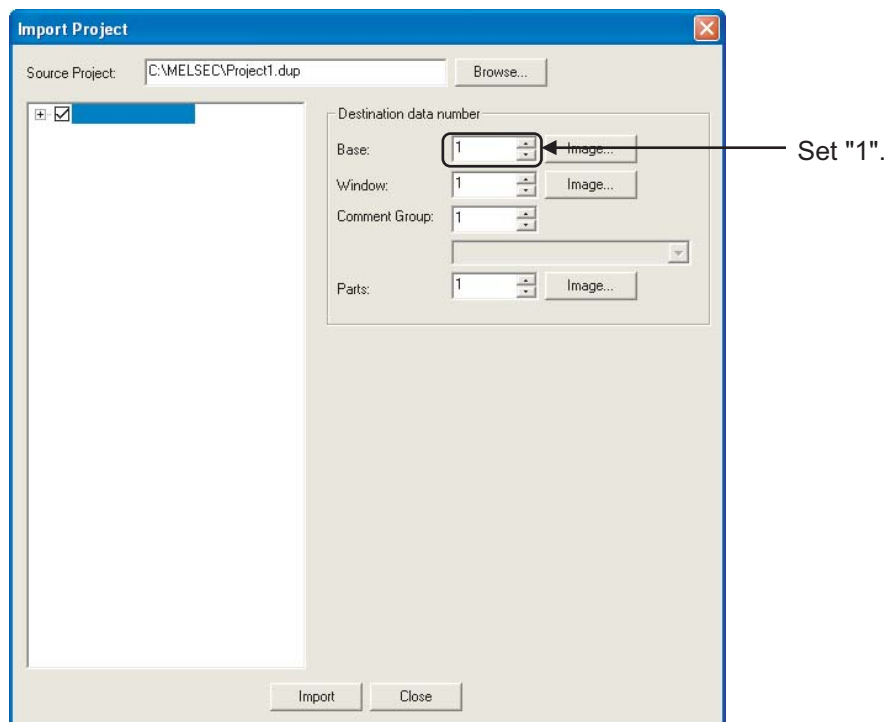 Import Project
Source Project: C:\MELSEC\Project1.dup Browse...
Destination data number
Base: 1 Image...
Set "1".
Window: 1 Image...
Comment Group: 1
Parts: 1 Image...
Import Close